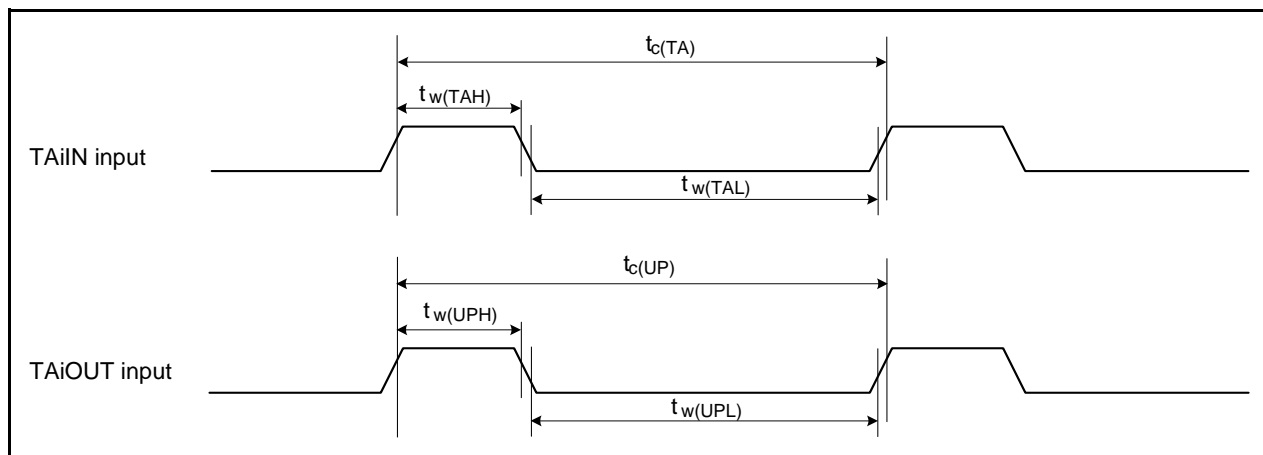 tc(TA)
tw(TAH)
TAiIN input
tw(TAL)
tc(UP)
tw(UPH)
TAiOUT input
tw(UPL)